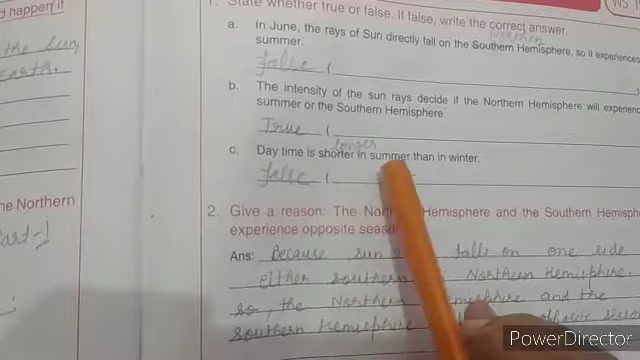 d happen it
1. State whether true or false. If false, write the correct answer.
WS 1
a. In June, the rays of Sun directly fall on the Southern Hemisphere, so it experiences
Northern
summer.
the sun,
earth.
False (
b. The intensity of the sun rays decide if the Northern Hemisphere will experience
summer or the Southern Hemisphere.
True (
longer
c. Day time is shorter in summer than in winter.
False (
he Northern
2. Give a reason: The Nor Hemisphere and the Southern Hemisph
experience opposite seas
Ans: Because sun falls on one side
either southern Northern Hemisphere.
so, the Northern and the
Southern Hemisphere opposite
PowerDirector